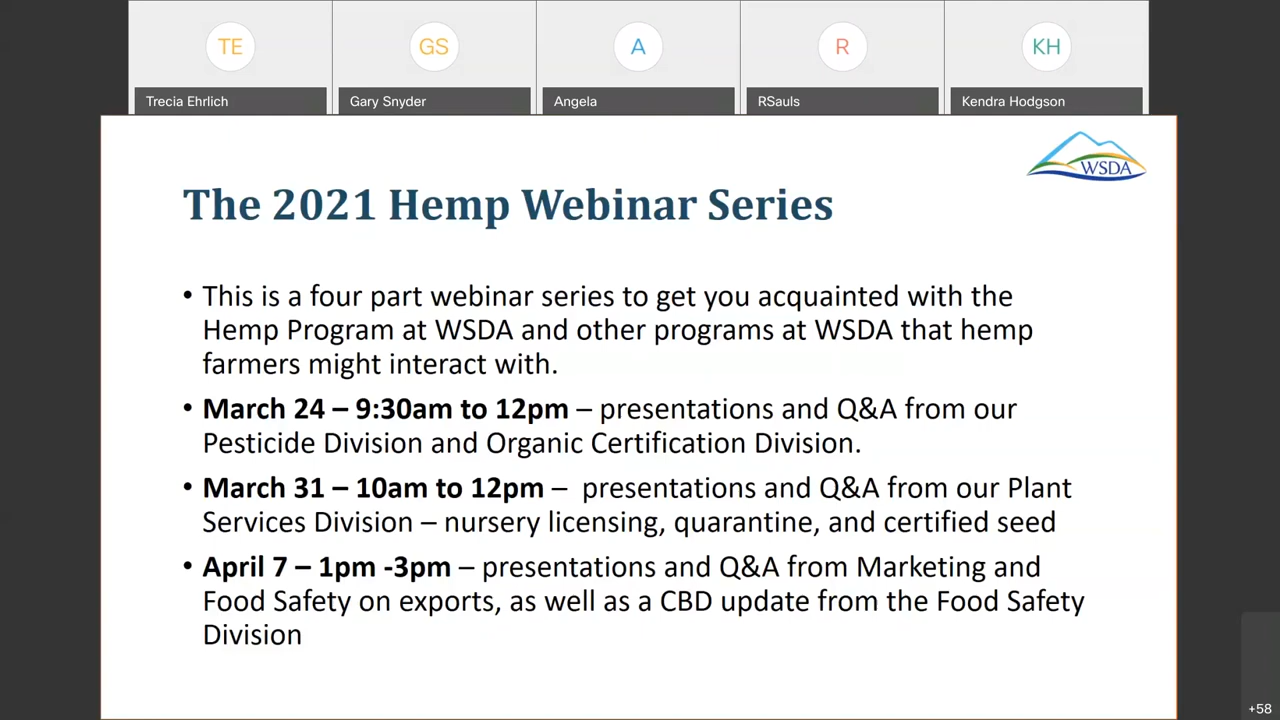 TE
GS
A
R
KH
Trecia Ehrlich
Gary Snyder
Angela
RSauls
Kendra Hodgson
WSDA
The 2021 Hemp Webinar Series
• This is a four part webinar series to get you acquainted with the
Hemp Program at WSDA and other programs at WSDA that hemp
farmers might interact with.
• March 24 – 9:30am to 12pm – presentations and Q&A from our
Pesticide Division and Organic Certification Division.
• March 31 – 10am to 12pm –  presentations and Q&A from our Plant
Services Division – nursery licensing, quarantine, and certified seed
• April 7 – 1pm -3pm – presentations and Q&A from Marketing and
Food Safety on exports, as well as a CBD update from the Food Safety
Division
+58